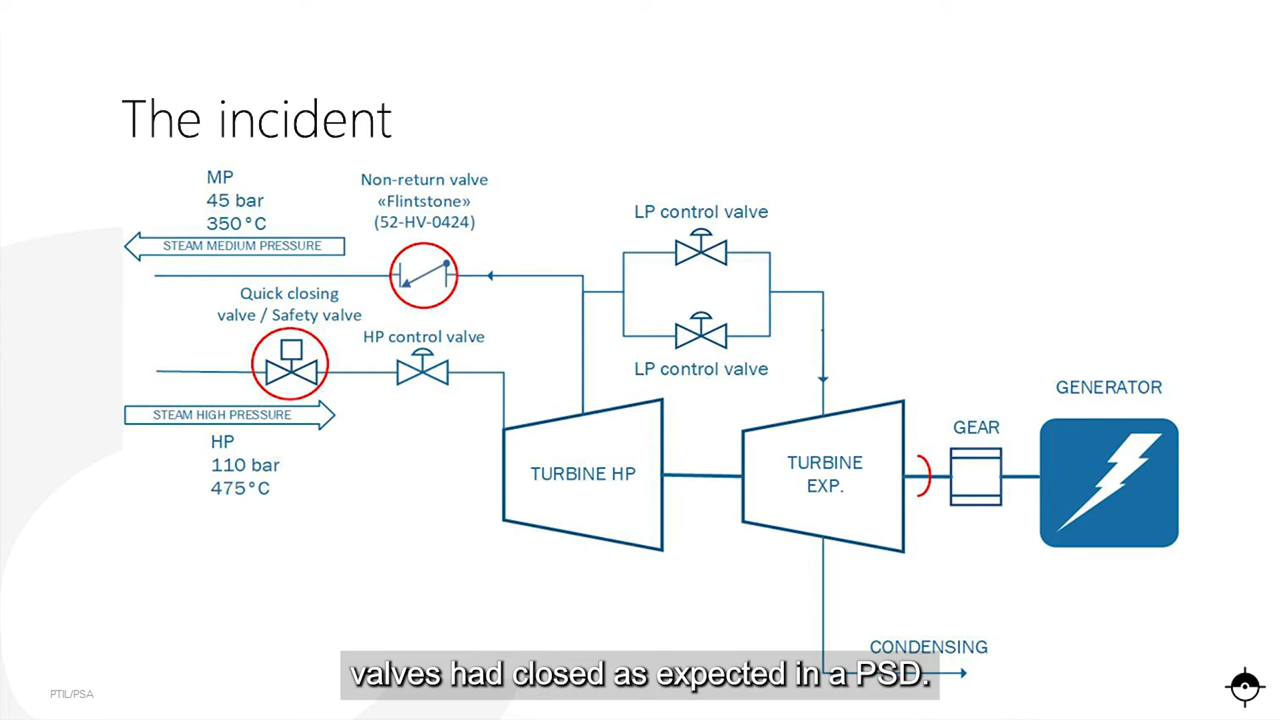 The incident
MP
45 bar
350°C
STEAM MEDIUM PRESSURE
Non-return valve
«Flintstone»
(52-HV-0424)
LP control valve
Quick closing
valve / Safety valve
HP control valve
LP control valve
STEAM HIGH PRESSURE
HP
110 bar
475°C
TURBINE HP
TURBINE
EXP.
GEAR
GENERATOR
CONDENSING
valves had closed as expected in a PSD.
PTIL/PSA